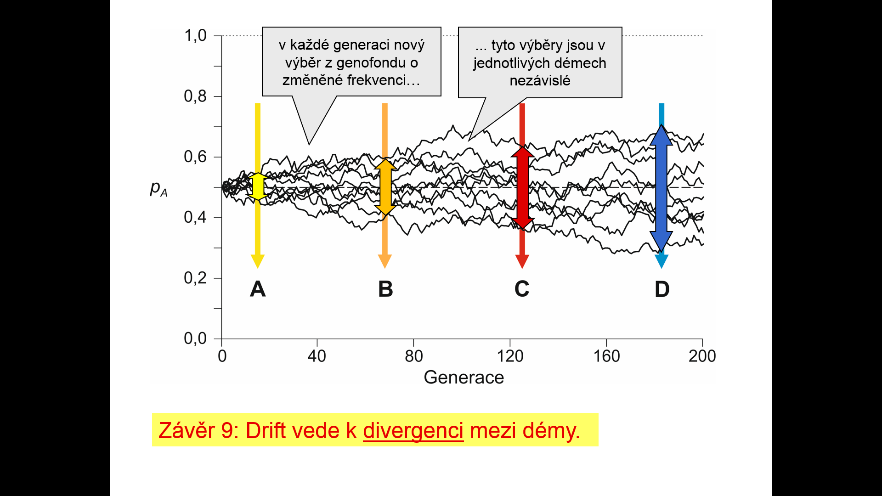 v každé generaci nový
výběr z genofondu o
změněné frekvenci…
... tyto výběry jsou v
jednotlivých démech
nezávislé
1,0
0,8
0,6
pA
0,4
0,2
0,0
A
B
C
D
0
40
80
120
160
200
Generace
Závěr 9: Drift vede k divergenci mezi démy.